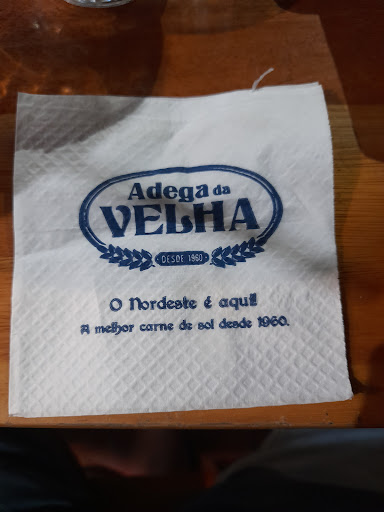 Adega da
VELHA
DESDE 1960
O Nordeste é aqui!!
A melhor carne de sol desde 1960.